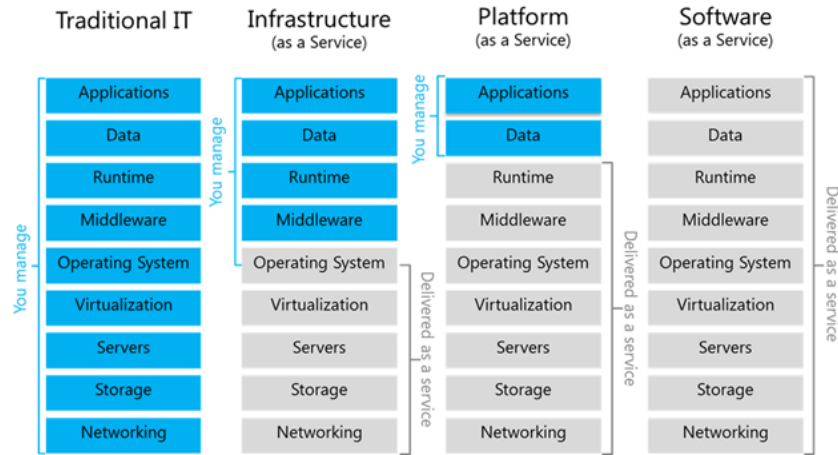 Traditional IT
Infrastructure
(as a Service)
Platform
(as a Service)
Software
(as a Service)
You manage
Applications
Data
Runtime
Middleware
Operating System
Virtualization
Servers
Storage
Networking
You manage
Applications
Data
Runtime
Middleware
Operating System
Virtualization
Servers
Storage
Networking
Delivered as a service
You manage
Applications
Data
Runtime
Middleware
Operating System
Virtualization
Servers
Storage
Networking
Delivered as a service
Applications
Data
Runtime
Middleware
Operating System
Virtualization
Servers
Storage
Networking
Delivered as a service